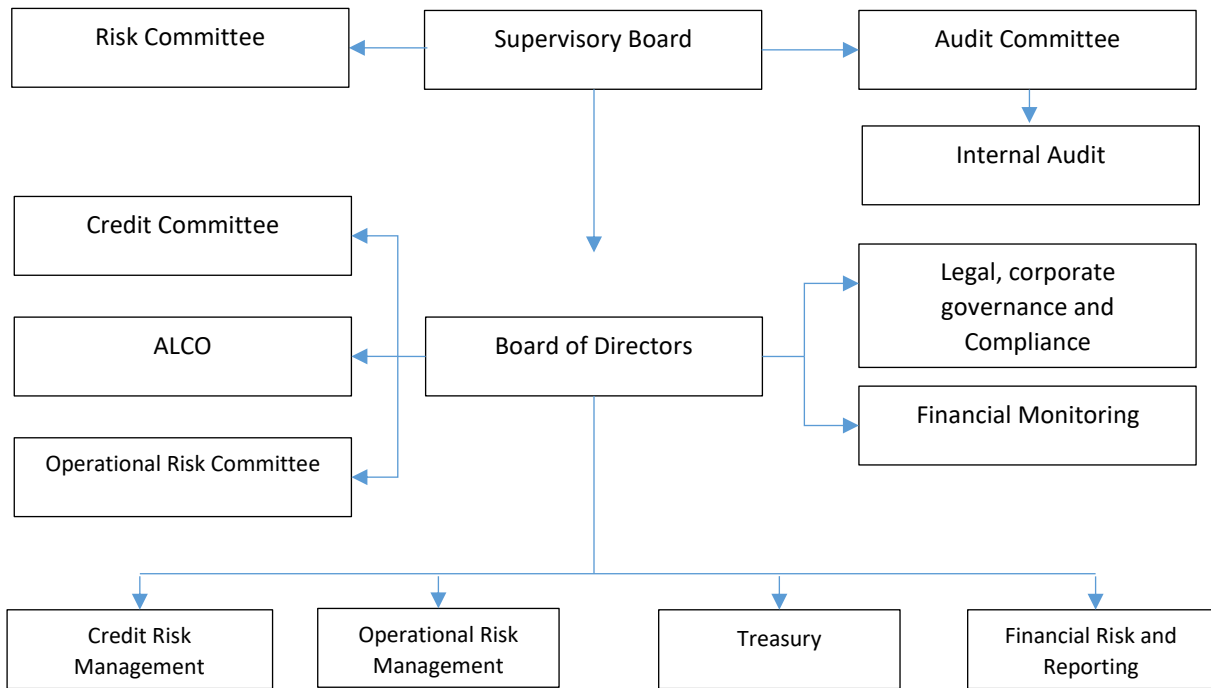 Risk Committee
Supervisory Board
Audit Committee
Internal Audit
Credit Committee
Legal, corporate
governance and
Compliance
ALCO
Board of Directors
Financial Monitoring
Operational Risk Committee
Credit Risk
Management
Operational Risk
Management
Treasury
Financial Risk and
Reporting